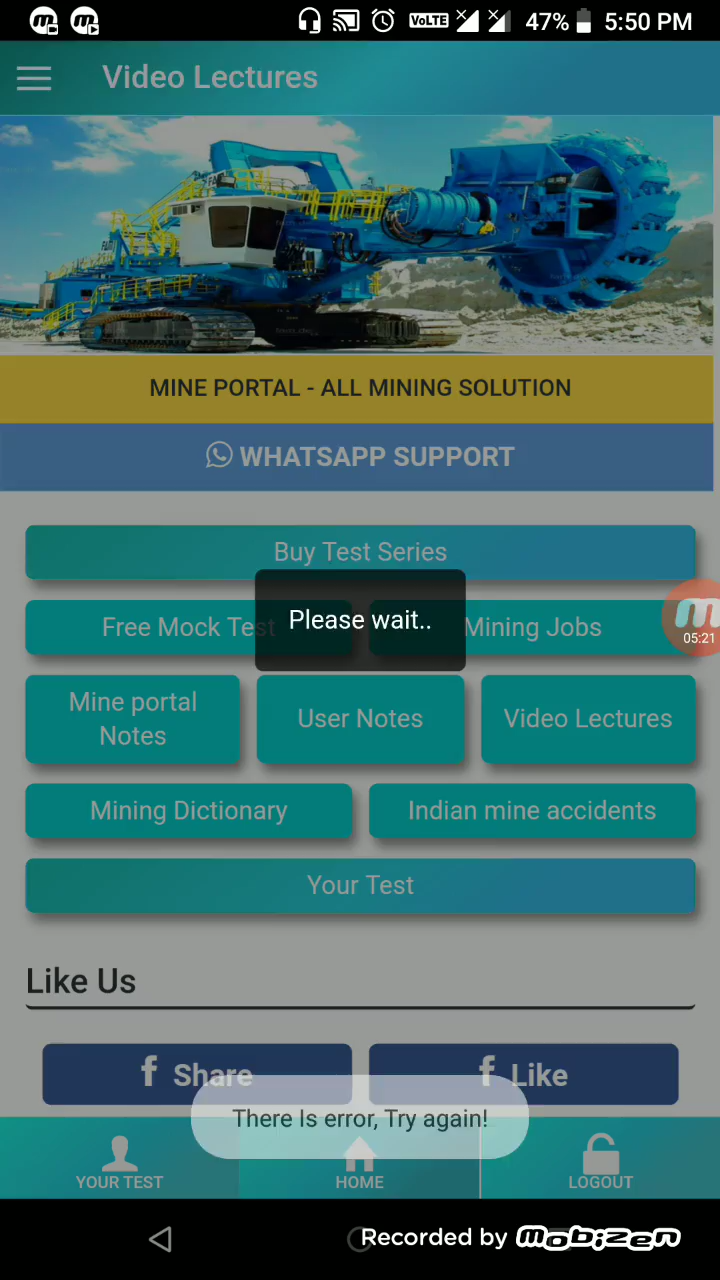 VoLTE 47% 5:50 PM
Video Lectures
MINE PORTAL - ALL MINING SOLUTION
WHATSAPP SUPPORT
Buy Test Series
Free Mock Test
Please wait..
Mining Jobs
05:21
Mine portal
Notes
User Notes
Video Lectures
Mining Dictionary
Indian mine accidents
Your Test
Like Us
f Share
f Like
There Is error, Try again!
YOUR TEST
HOME
LOGOUT
Recorded by mobizen